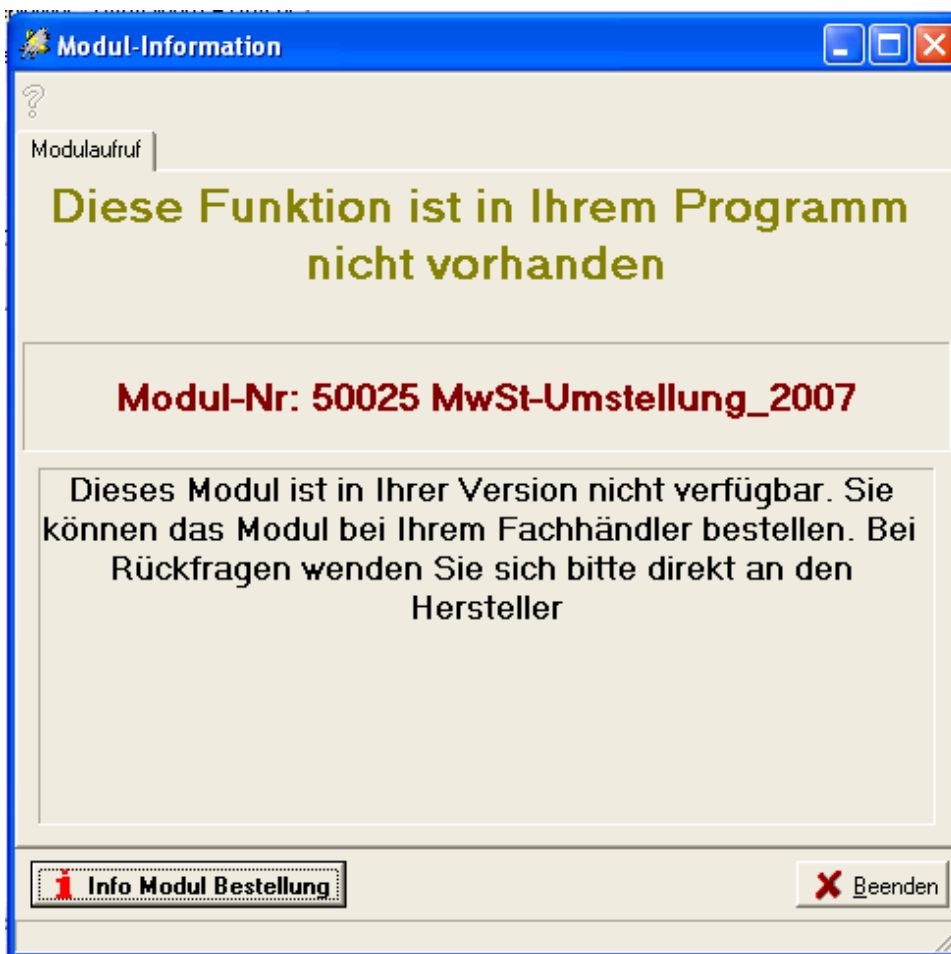 Modul-Information
Modulaufruf
Diese Funktion ist in Ihrem Programm
nicht vorhanden
Modul-Nr: 50025 MwSt-Umstellung_2007
Dieses Modul ist in Ihrer Version nicht verfügbar. Sie
können das Modul bei Ihrem Fachhändler bestellen. Bei
Rückfragen wenden Sie sich bitte direkt an den
Hersteller
Info Modul Bestellung
Beenden